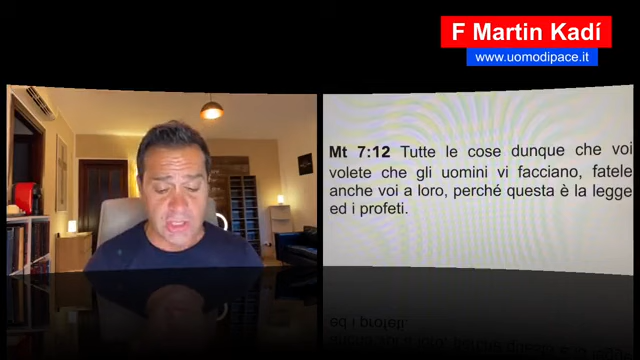 F Martin Kadí
www.uomodipace.it
Mt 7:12 Tutte le cose dunque che voi
volete che gli uomini vi facciano, fatele
anche voi a loro, perché questa è la legge
ed i profeti.